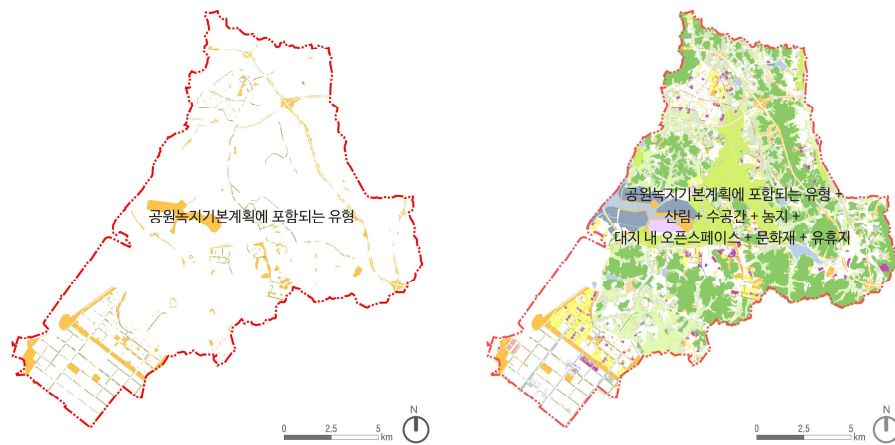 공원녹지기본계획에 포함되는 유형
공원녹지기본계획에 포함되는 유형 +
산림 + 수공간 + 농지 +
대지 내 오픈스페이스 + 문화재 + 유휴지
0 2.5 5 km
N
0 2.5 5 km
N